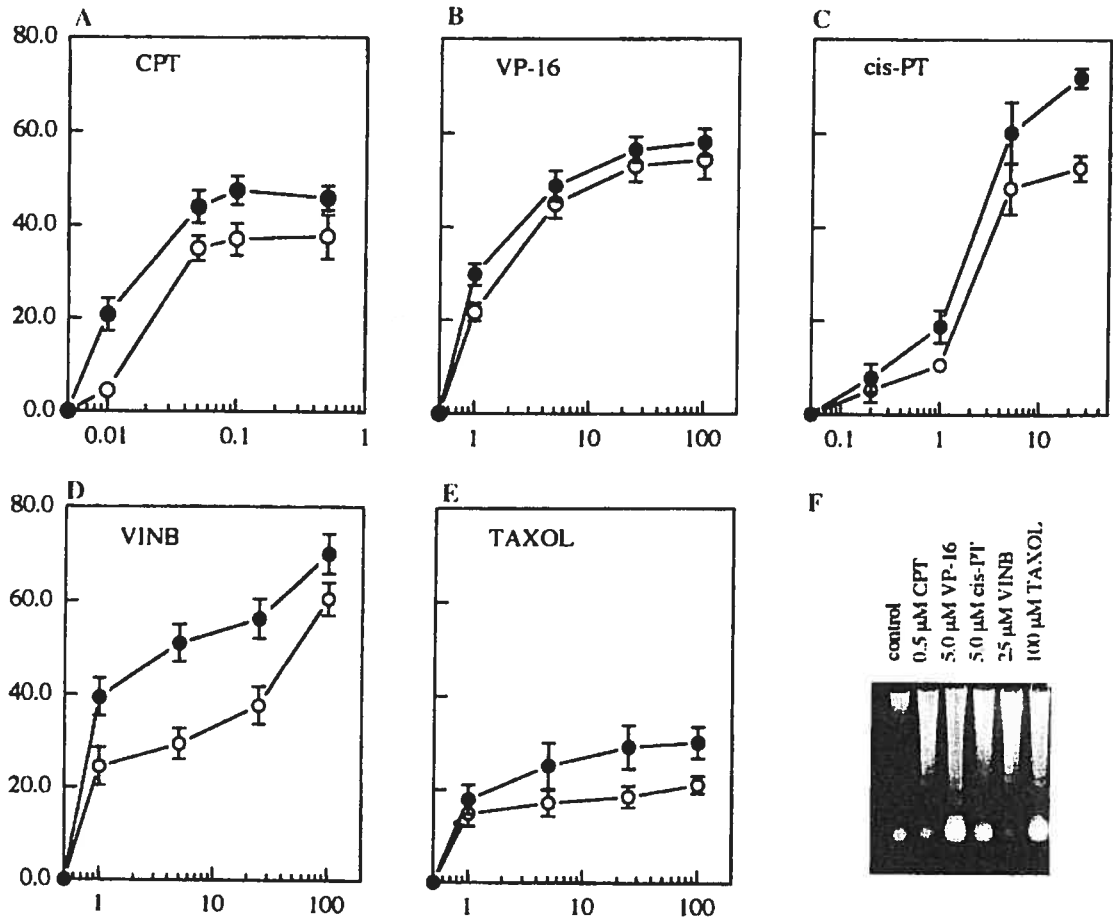 A
B
C
80.0
60.0
40.0
20.0
0.0
CPT
VP-16
cis-PT
0.01 0.1 1
1 10 100
0.1 1 10
D
E
F
80.0
60.0
40.0
20.0
0.0
VINB
TAXOL
1 10 100
1 10 100
control
0.5 µM CPT
5.0 µM VP-16
5.0 µM cis-PT
25 µM VINB
100 µM TAXOL